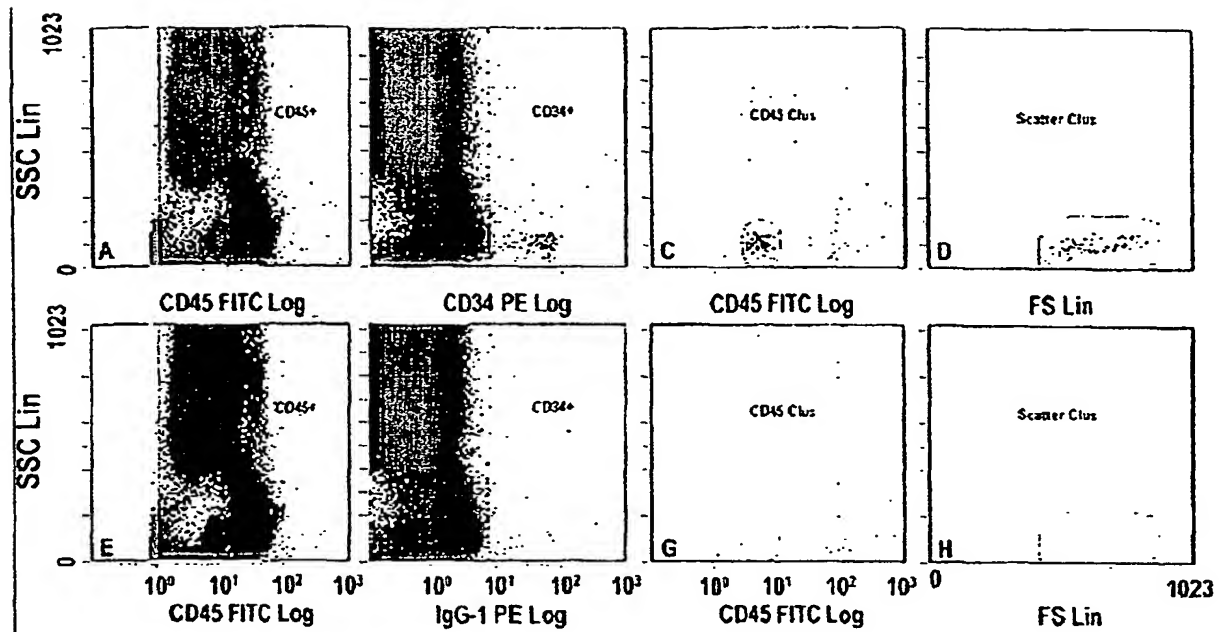 1023
SSC Lin
0
A
CD45+
CD34+
C
CD45 Clus
D
Scatter Clus
CD45 FITC Log
CD34 PE Log
CD45 FITC Log
FS Lin
1023
SSC Lin
0
E
CD45+
CD34+
G
CD45 Clus
H
Scatter Clus
10⁰ 10¹ 10² 10³
10⁰ 10¹ 10² 10³
10⁰ 10¹ 10² 10³
0 1023
CD45 FITC Log
IgG-1 PE Log
CD45 FITC Log
FS Lin